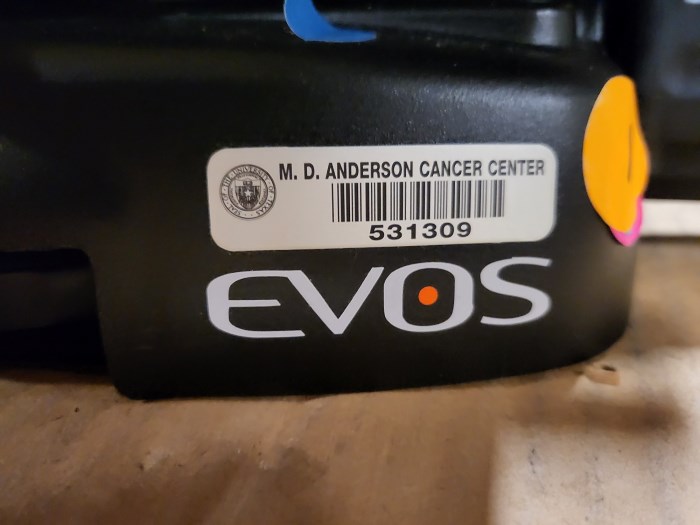 M. D. ANDERSON CANCER CENTER
531309
EVOS